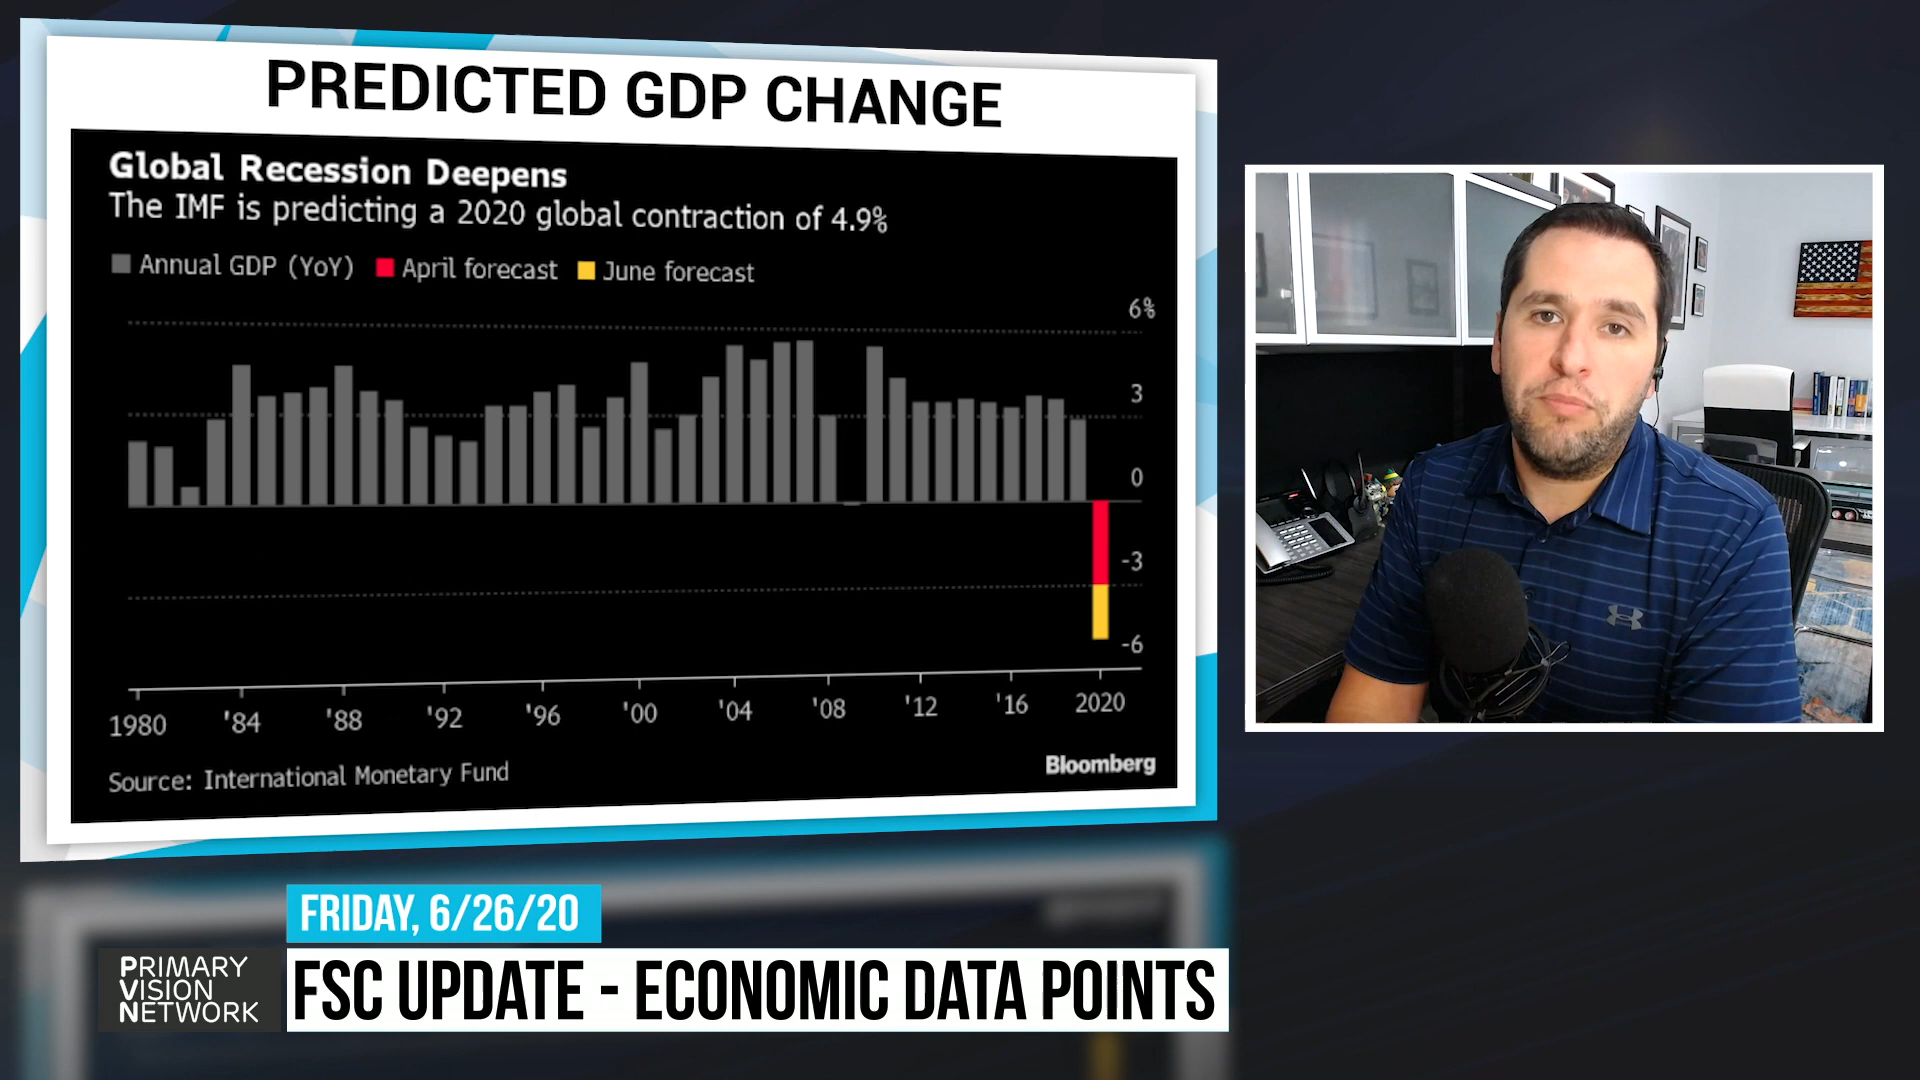 PREDICTED GDP CHANGE
Global Recession Deepens
The IMF is predicting a 2020 global contraction of 4.9%
Annual GDP (YoY) April forecast June forecast
6%
3
0
-3
-6
1980 '84 '88 '92 '96 '00 '04 '08 '12 '16 2020
Source: International Monetary Fund
Bloomberg
FRIDAY, 6/26/20
PRIMARY
VISION
NETWORK
FSC UPDATE - ECONOMIC DATA POINTS